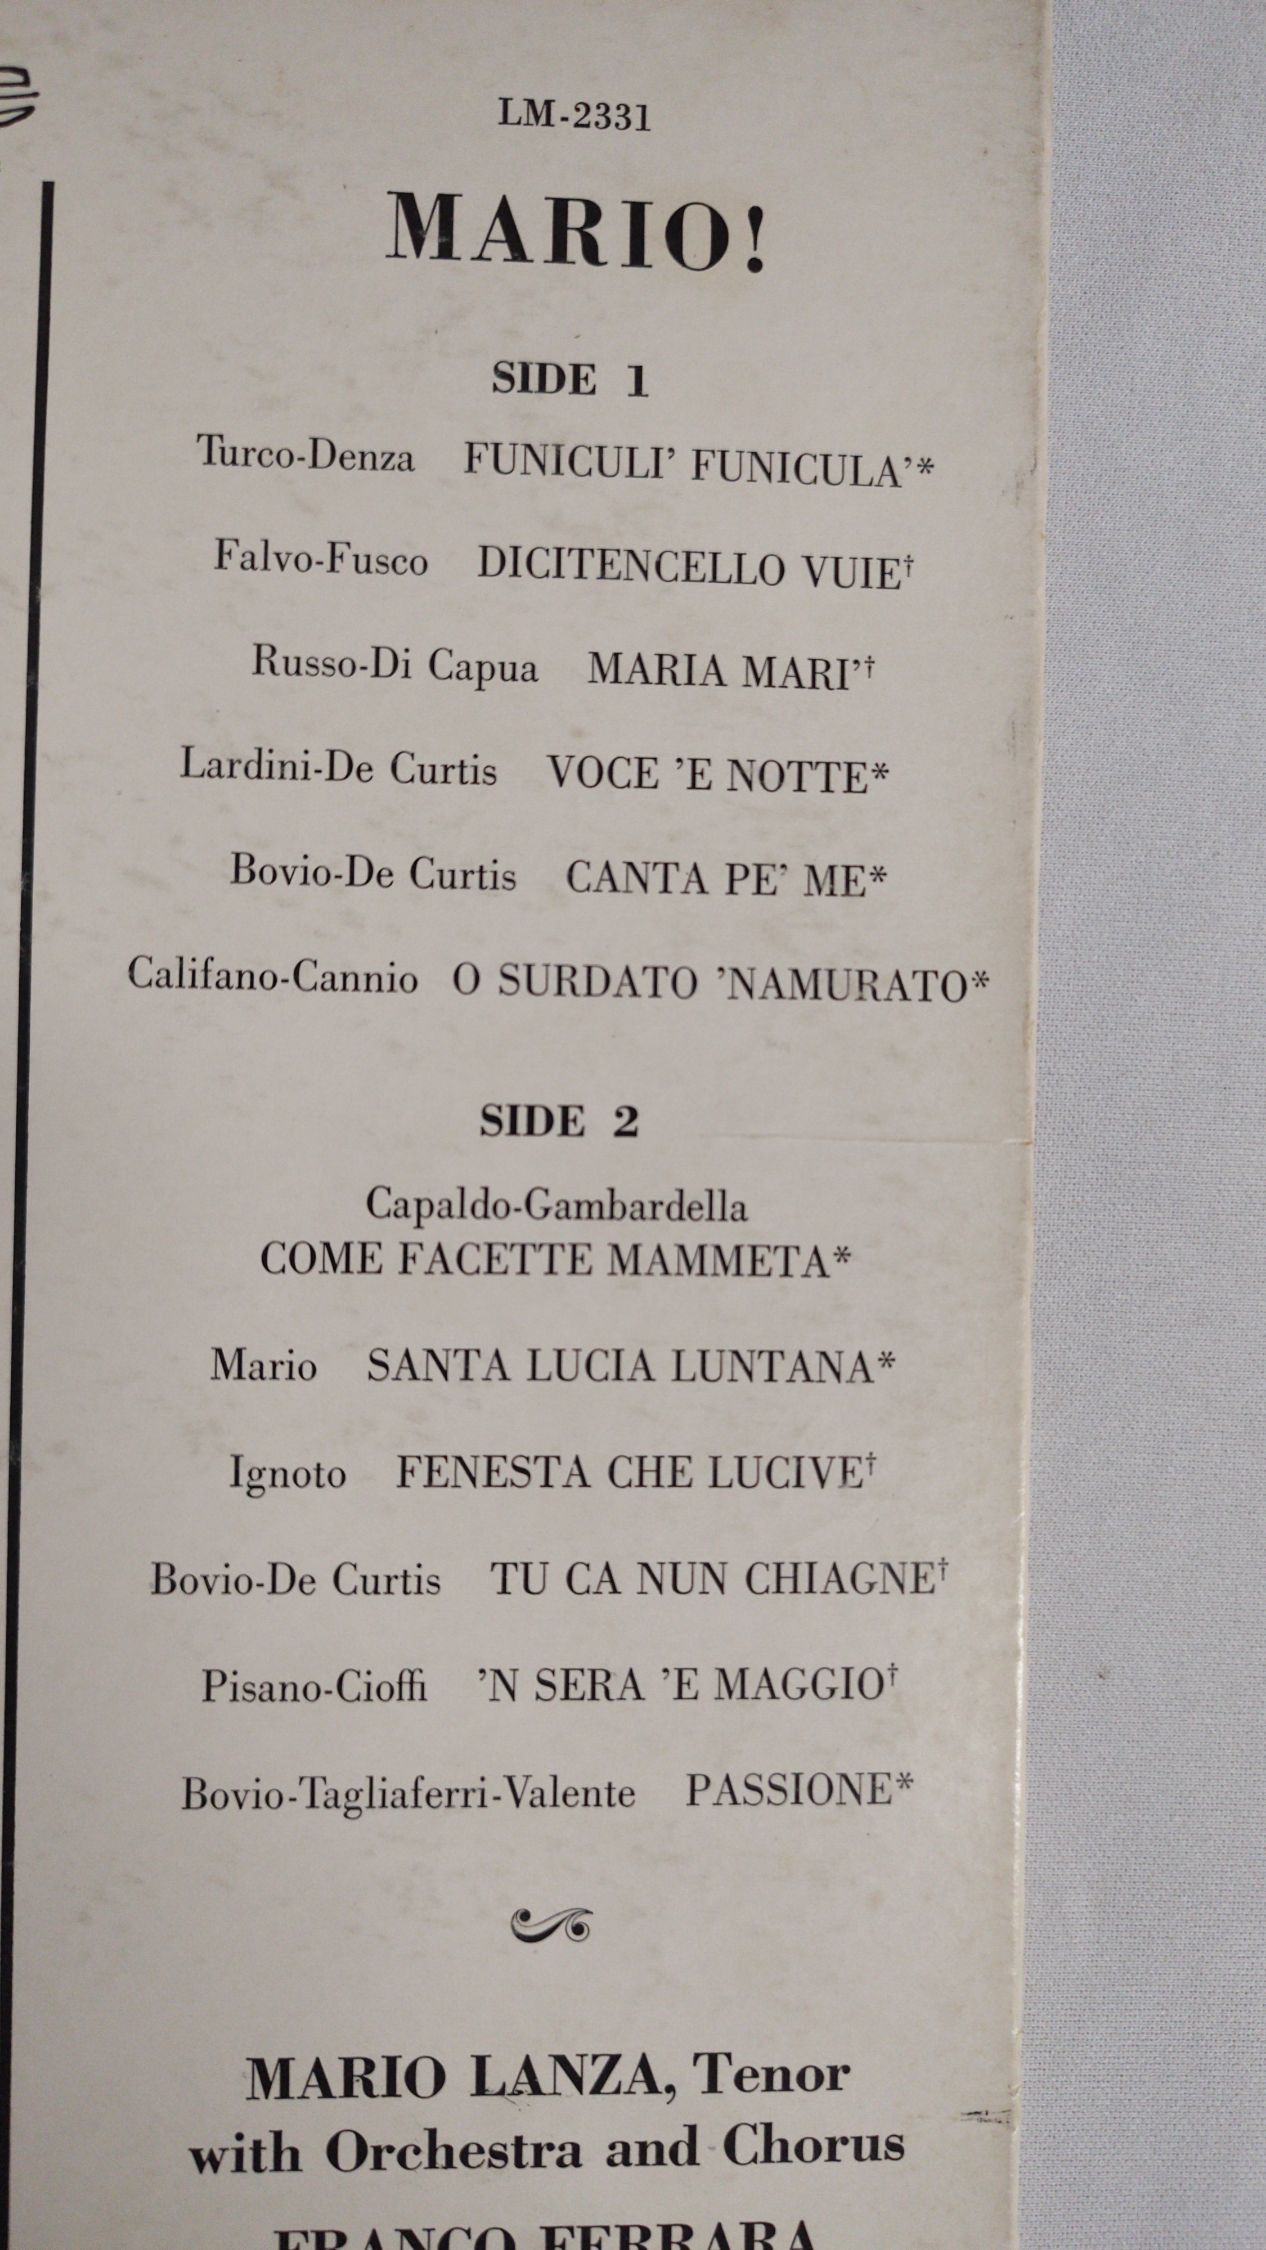 LM-2331
MARIO!
SIDE 1
Turco-Denza FUNICULI’ FUNICULA’*
Falvo-Fusco DICITENCELLO VUIE†
Russo-Di Capua MARIA MARI’†
Lardini-De Curtis VOCE ’E NOTTE*
Bovio-De Curtis CANTA PE’ ME*
Califano-Cannio O SURDATO ’NAMURATO*
SIDE 2
Capaldo-Gambardella
COME FACETTE MAMMETA*
Mario SANTA LUCIA LUNTANA*
Ignoto FENESTA CHE LUCIVE†
Bovio-De Curtis TU CA NUN CHIAGNE†
Pisano-Cioffi ’N SERA ’E MAGGIO†
Bovio-Tagliaferri-Valente PASSIONE*
MARIO LANZA, Tenor
with Orchestra and Chorus
FRANCO FERRARA